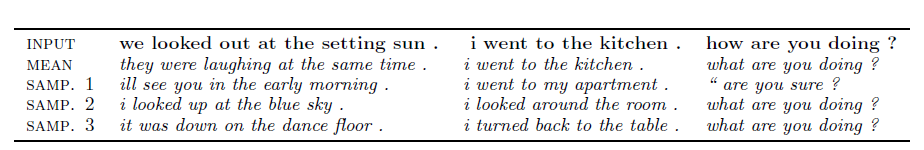 INPUT we looked out at the setting sun . i went to the kitchen . how are you doing ?
MEAN they were laughing at the same time . i went to the kitchen . what are you doing ?
SAMP. 1 ill see you in the early morning . i went to my apartment . “ are you sure ?
SAMP. 2 i looked up at the blue sky . i looked around the room . what are you doing ?
SAMP. 3 it was down on the dance floor . i turned back to the table . what are you doing ?